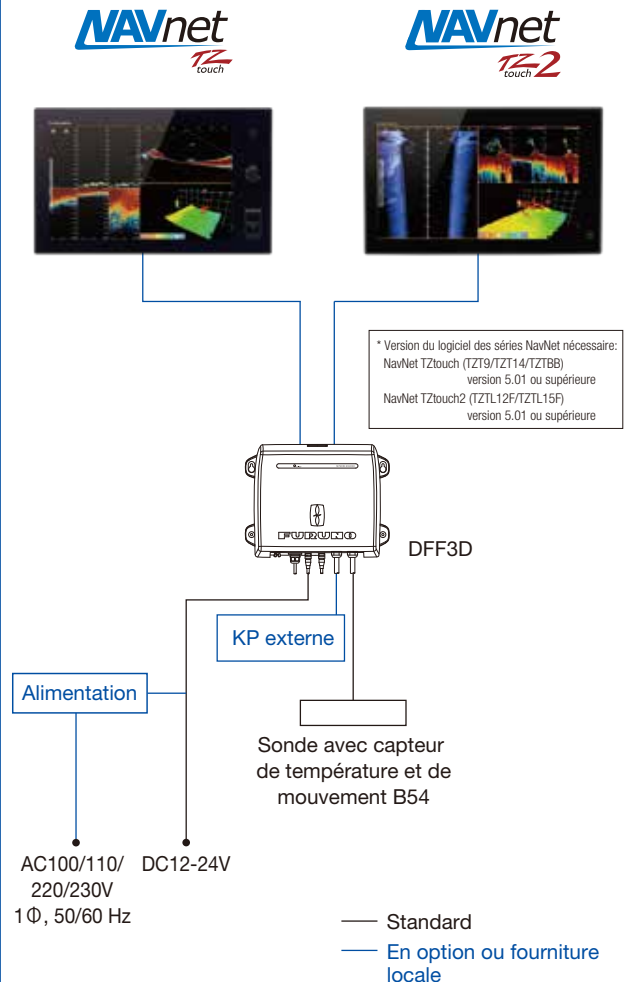 NAVnet
TZ
touch
NAVnet
TZ
touch 2
* Version du logiciel des séries NavNet nécessaire:
NavNet TZtouch (TZT9/TZT14/TZTBB)
version 5.01 ou supérieure
NavNet TZtouch2 (TZTL12F/TZTL15F)
version 5.01 ou supérieure
FURUNO
DFF3D
KP externe
Alimentation
Sonde avec capteur
de température et de
mouvement B54
AC100/110/
220/230V
1Φ, 50/60 Hz
DC12-24V
Standard
En option ou fourniture
locale